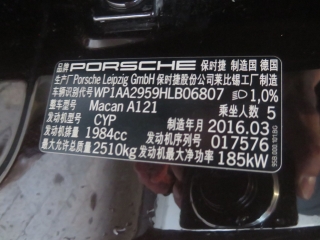 品牌 PORSCHE 保时捷 制造国 德国
生产厂 Porsche Leipzig GmbH 保时捷股份公司莱比锡工厂制造
车辆识别代号 WP1AA2959HLB06807 1,0%
整车型号 Macan A121 乘坐人数 5
发动机型号 CYP 制造年月 2016.03
发动机排量 1984cc 发动机号 017576
最大允许总质量 2510kg 发动机最大净功率 185kW